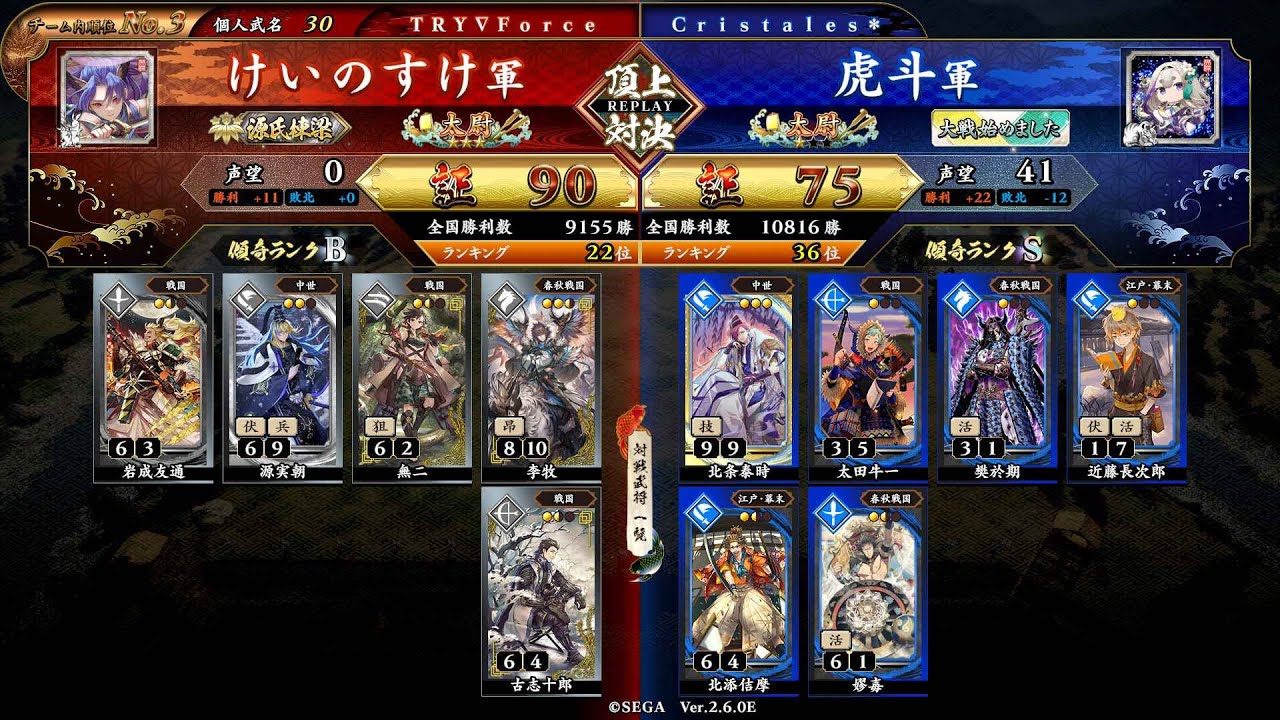 チーム内順位 No.3 個人武名 30
TRY∇Force
Cristales*
けいのすけ軍
頂上
REPLAY
対決
虎斗軍
源氏棟梁
太尉
太尉
大戦、始めました
声望 0
勝利 +11 敗北 +0
証 90
証 75
声望 41
勝利 +22 敗北 -12
全国勝利数 9155勝
全国勝利数 10816勝
傾奇ランク B
ランキング 22位
ランキング 36位
傾奇ランク S
戦国
中世
戦国
春秋戦国
中世
戦国
春秋戦国
江戸・幕末
伏 兵
狙
昂
技
活
伏 活
6 3
6 9
6 2
8 10
9 9
3 5
3 1
1 7
岩成友通
源実朝
無二
李牧
北条泰時
太田牛一
樊於期
近藤長次郎
対戦武将一覧
戦国
江戸・幕末
春秋戦国
活
6 4
6 4
6 1
古志十郎
北添佶摩
嫪毐
©SEGA Ver.2.6.0E